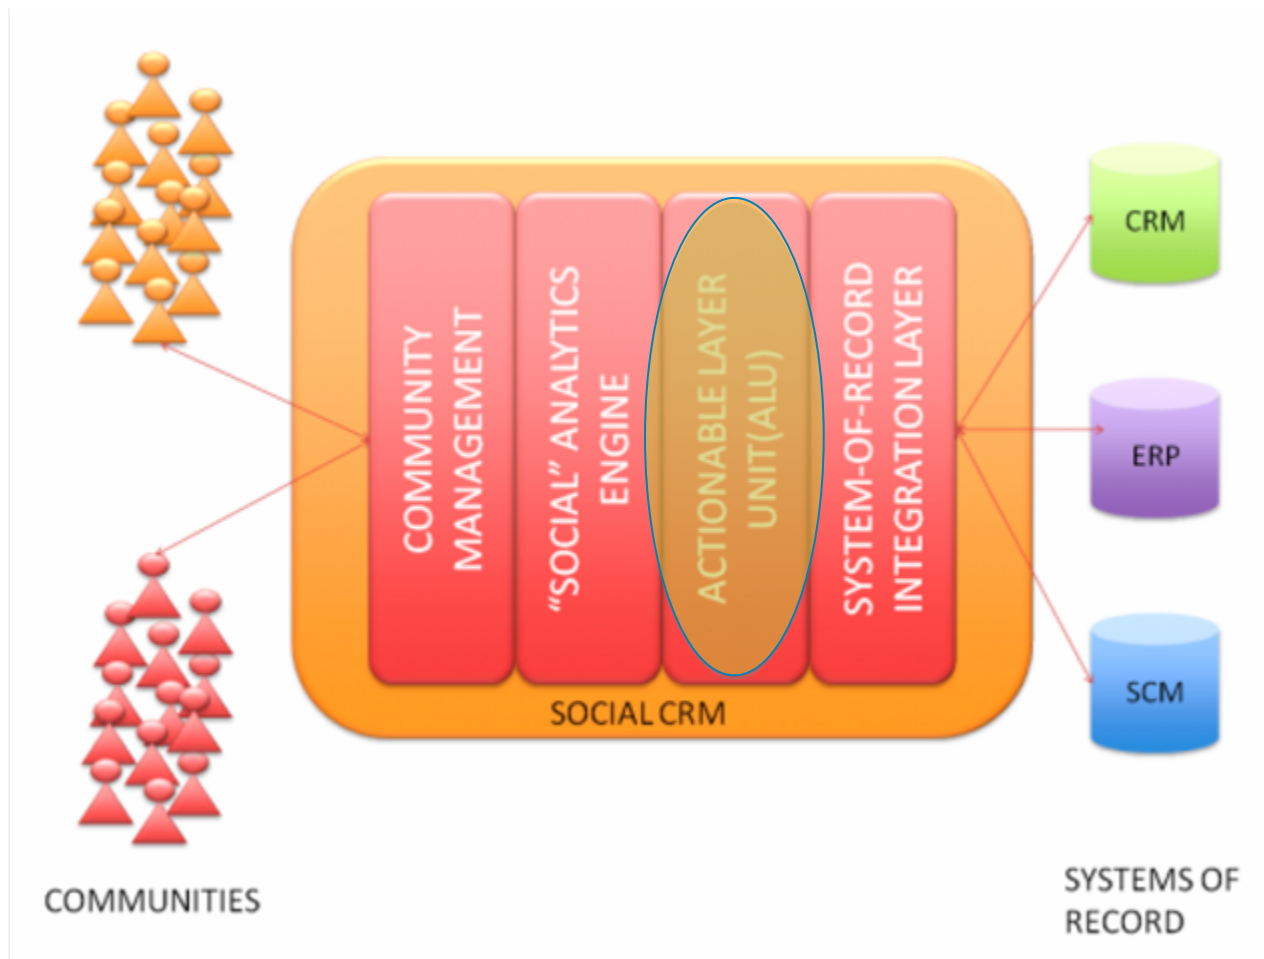 COMMUNITY
MANAGEMENT
“SOCIAL” ANALYTICS
ENGINE
ACTIONABLE LAYER
UNIT(ALU)
SYSTEM-OF-RECORD
INTEGRATION LAYER
SOCIAL CRM
CRM
ERP
SCM
COMMUNITIES
SYSTEMS OF
RECORD